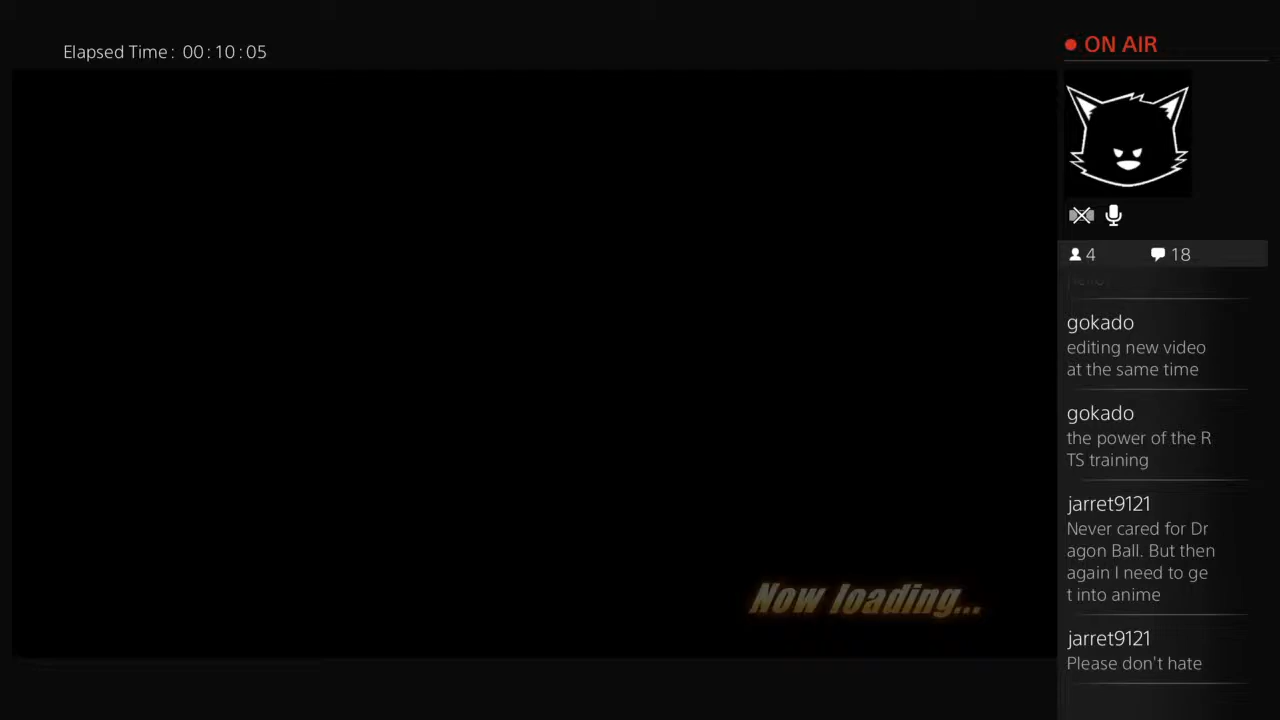 Elapsed Time: 00:10:05
ON AIR
4 18
gokado
editing new video
at the same time
gokado
the power of the R
TS training
jarret9121
Never cared for Dr
agon Ball. But then
again I need to ge
t into anime
jarret9121
Please don't hate
Now loading...